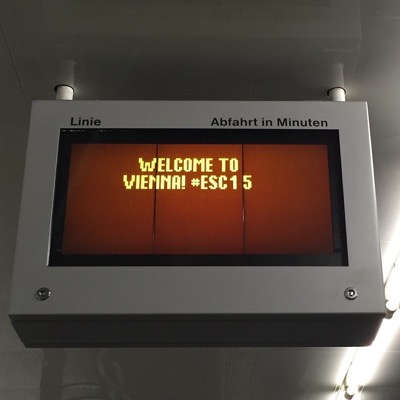 Linie Abfahrt in Minuten
WELCOME TO
VIENNA! #ESC15